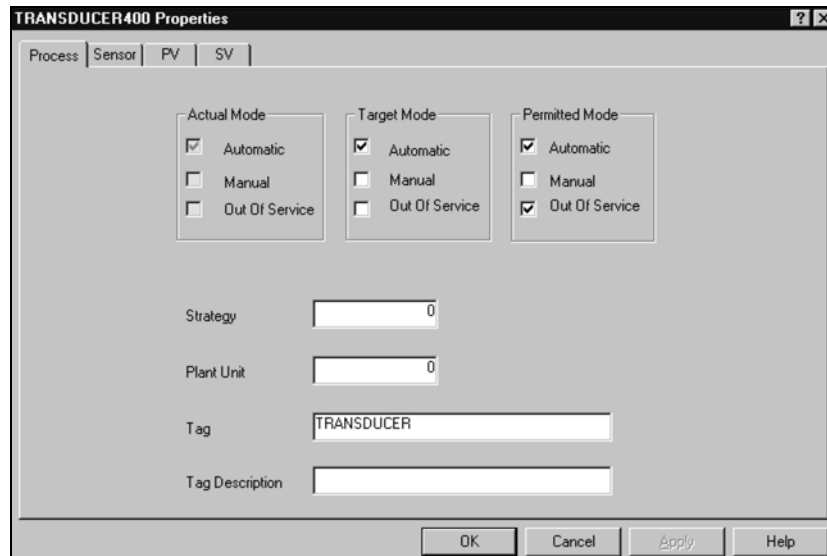 TRANSDUCER400 Properties
Process Sensor PV SV
Actual Mode Target Mode Permitted Mode
Automatic Automatic Automatic
Manual Manual Manual
Out Of Service Out Of Service Out Of Service
Strategy 0
Plant Unit 0
Tag TRANSDUCER
Tag Description
OK Cancel Apply Help